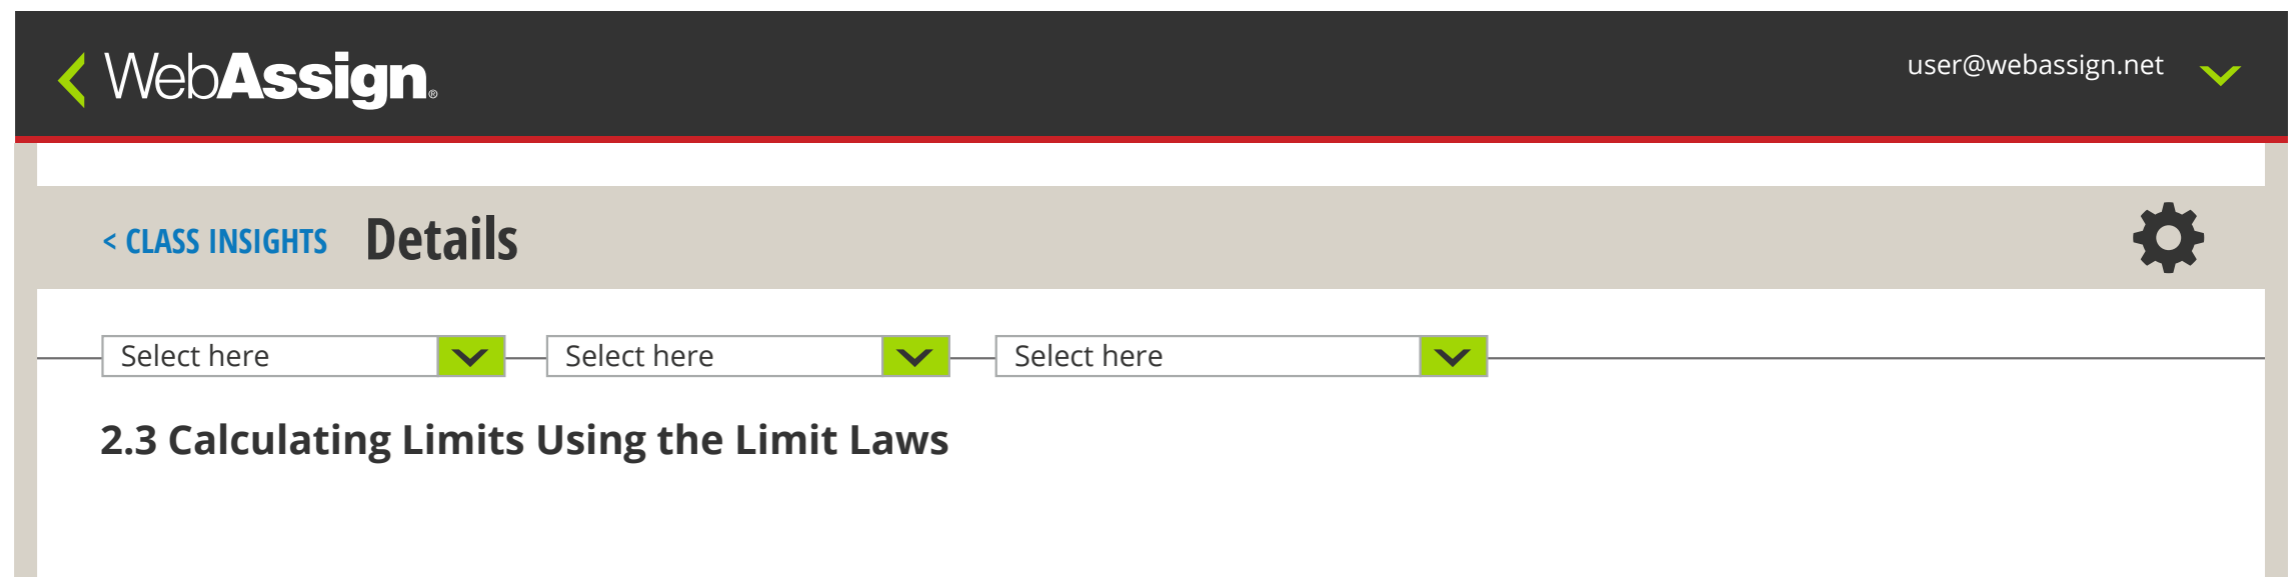 WebAssign®
user@webassign.net
< CLASS INSIGHTS Details
Select here Select here Select here
2.3 Calculating Limits Using the Limit Laws